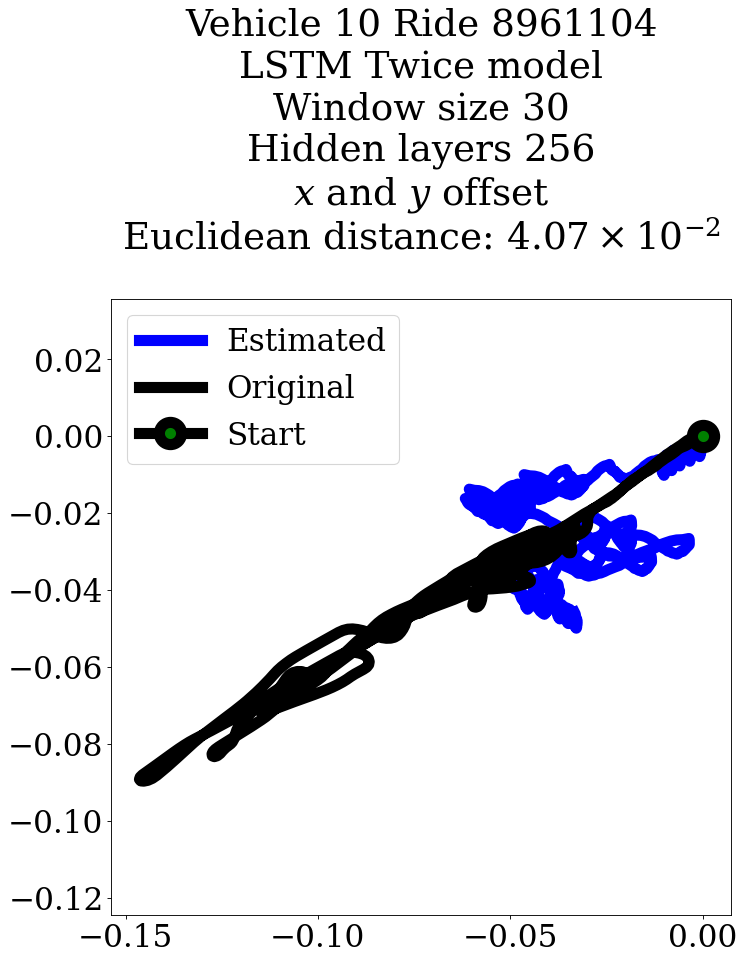 Vehicle 10 Ride 8961104
LSTM Twice model
Window size 30
Hidden layers 256
x and y offset
Euclidean distance: 4.07 × 10⁻²
Estimated
Original
Start
0.02
0.00
−0.02
−0.04
−0.06
−0.08
−0.10
−0.12
−0.15 −0.10 −0.05 0.00